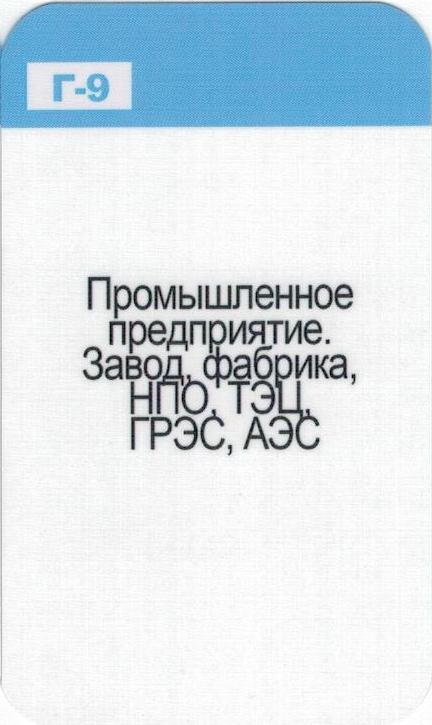 Г-9
Промышленное
предприятие.
Завод, фабрика,
НПО, ТЭЦ,
ГРЭС, АЭС